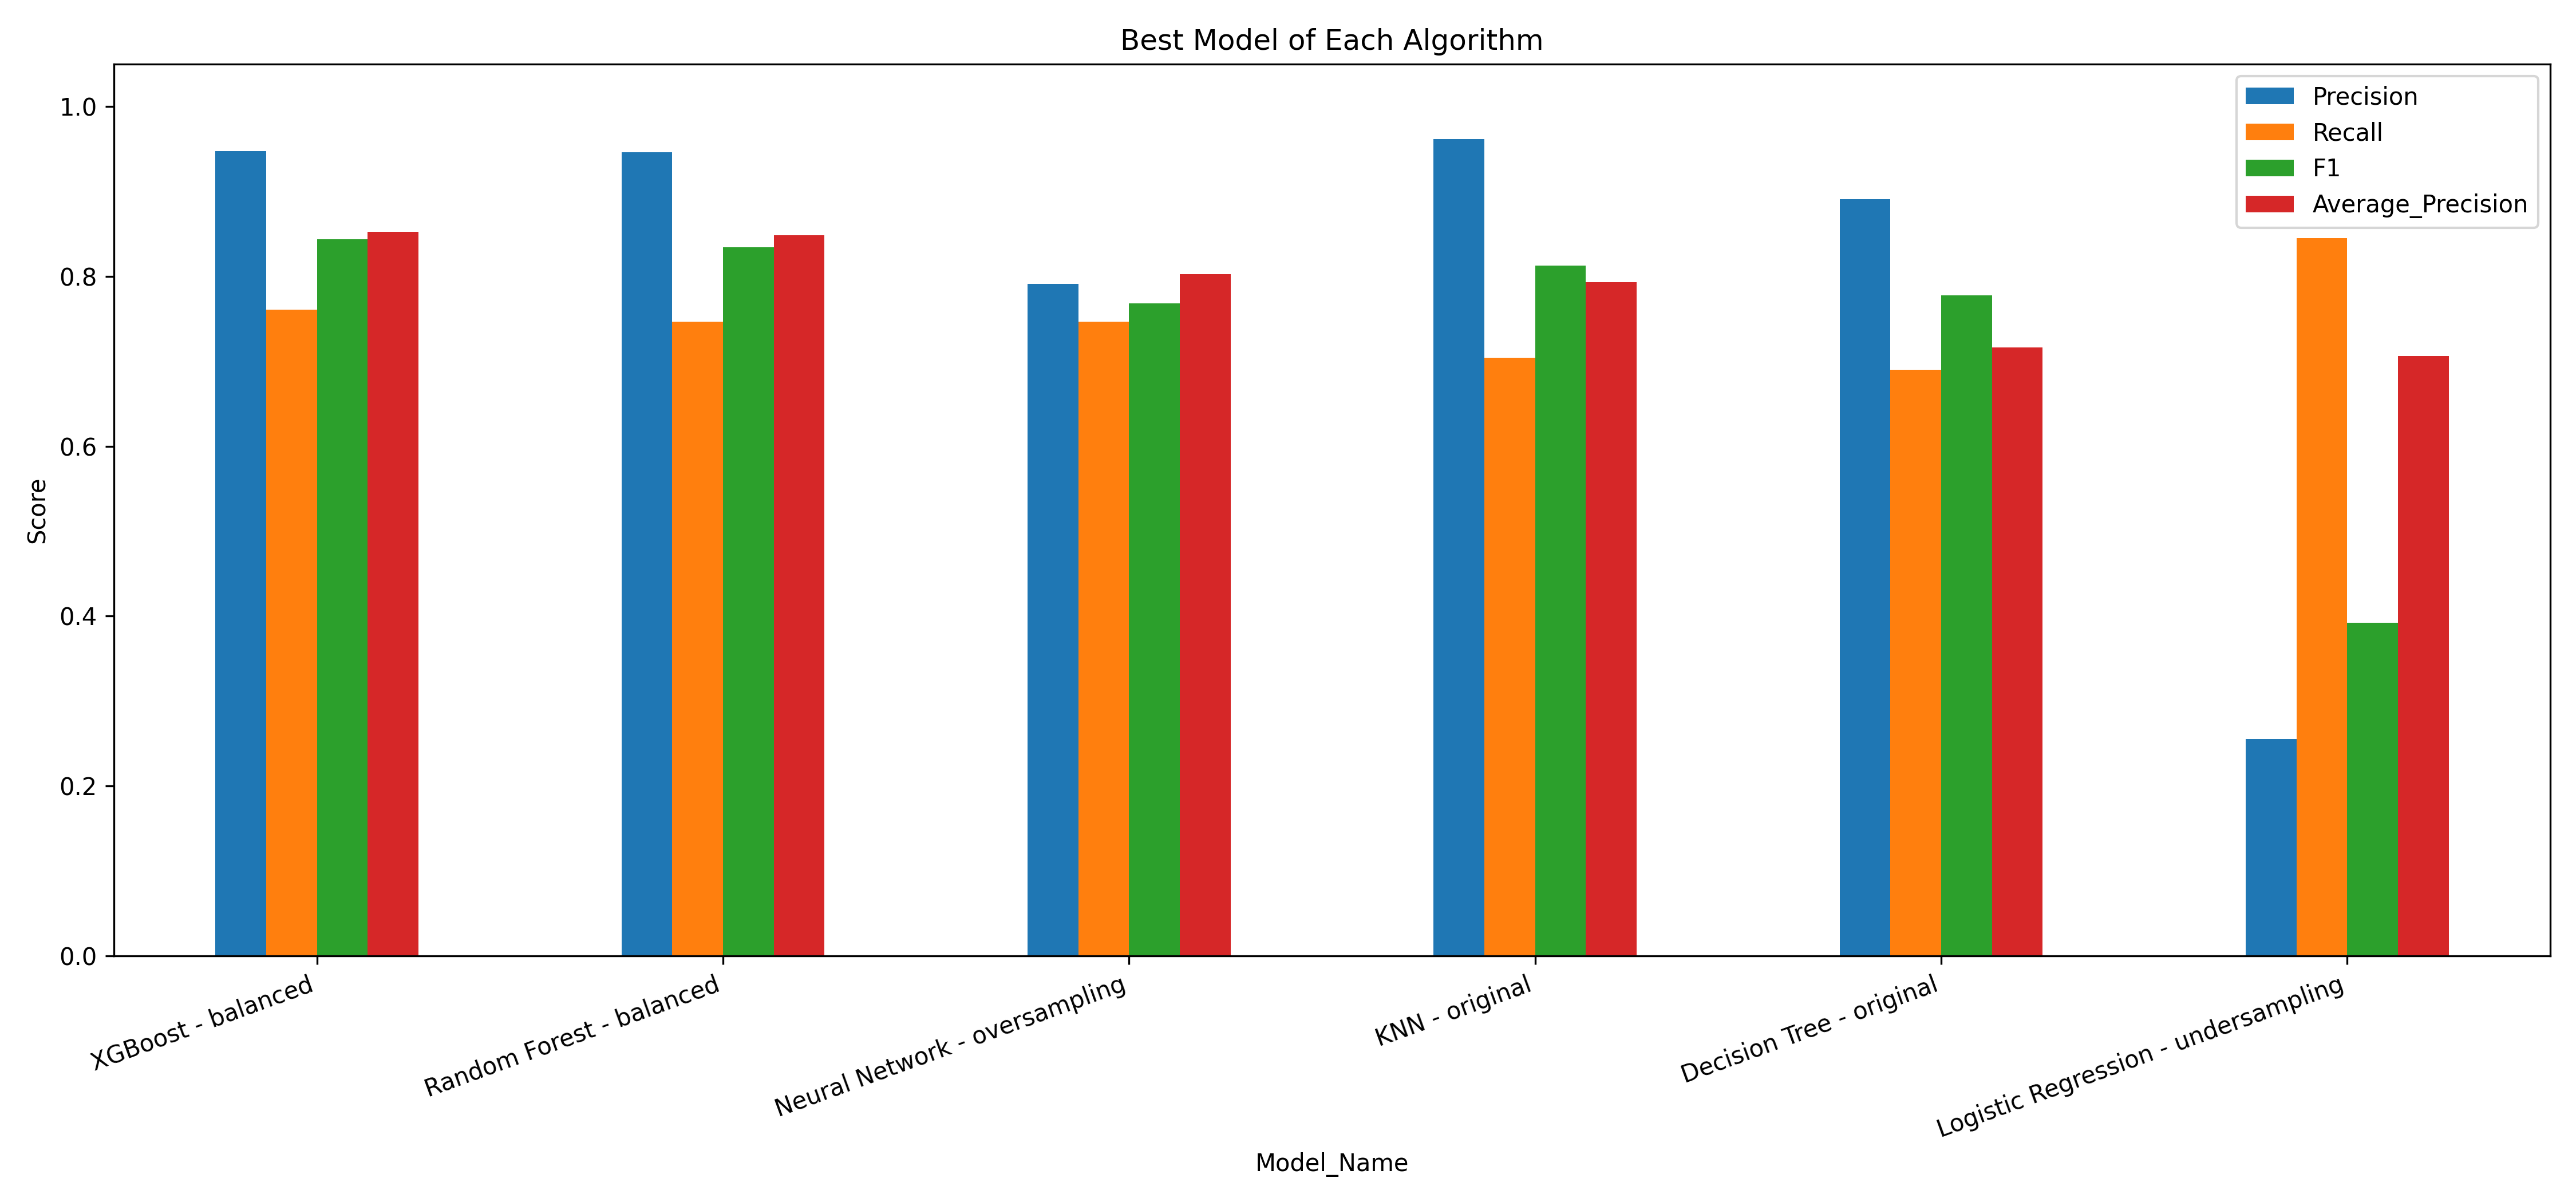 Best Model of Each Algorithm
Precision
Recall
F1
Average_Precision
Score
1.0
0.8
0.6
0.4
0.2
0.0
XGBoost - balanced
Random Forest - balanced
Neural Network - oversampling
KNN - original
Decision Tree - original
Logistic Regression - undersampling
Model_Name